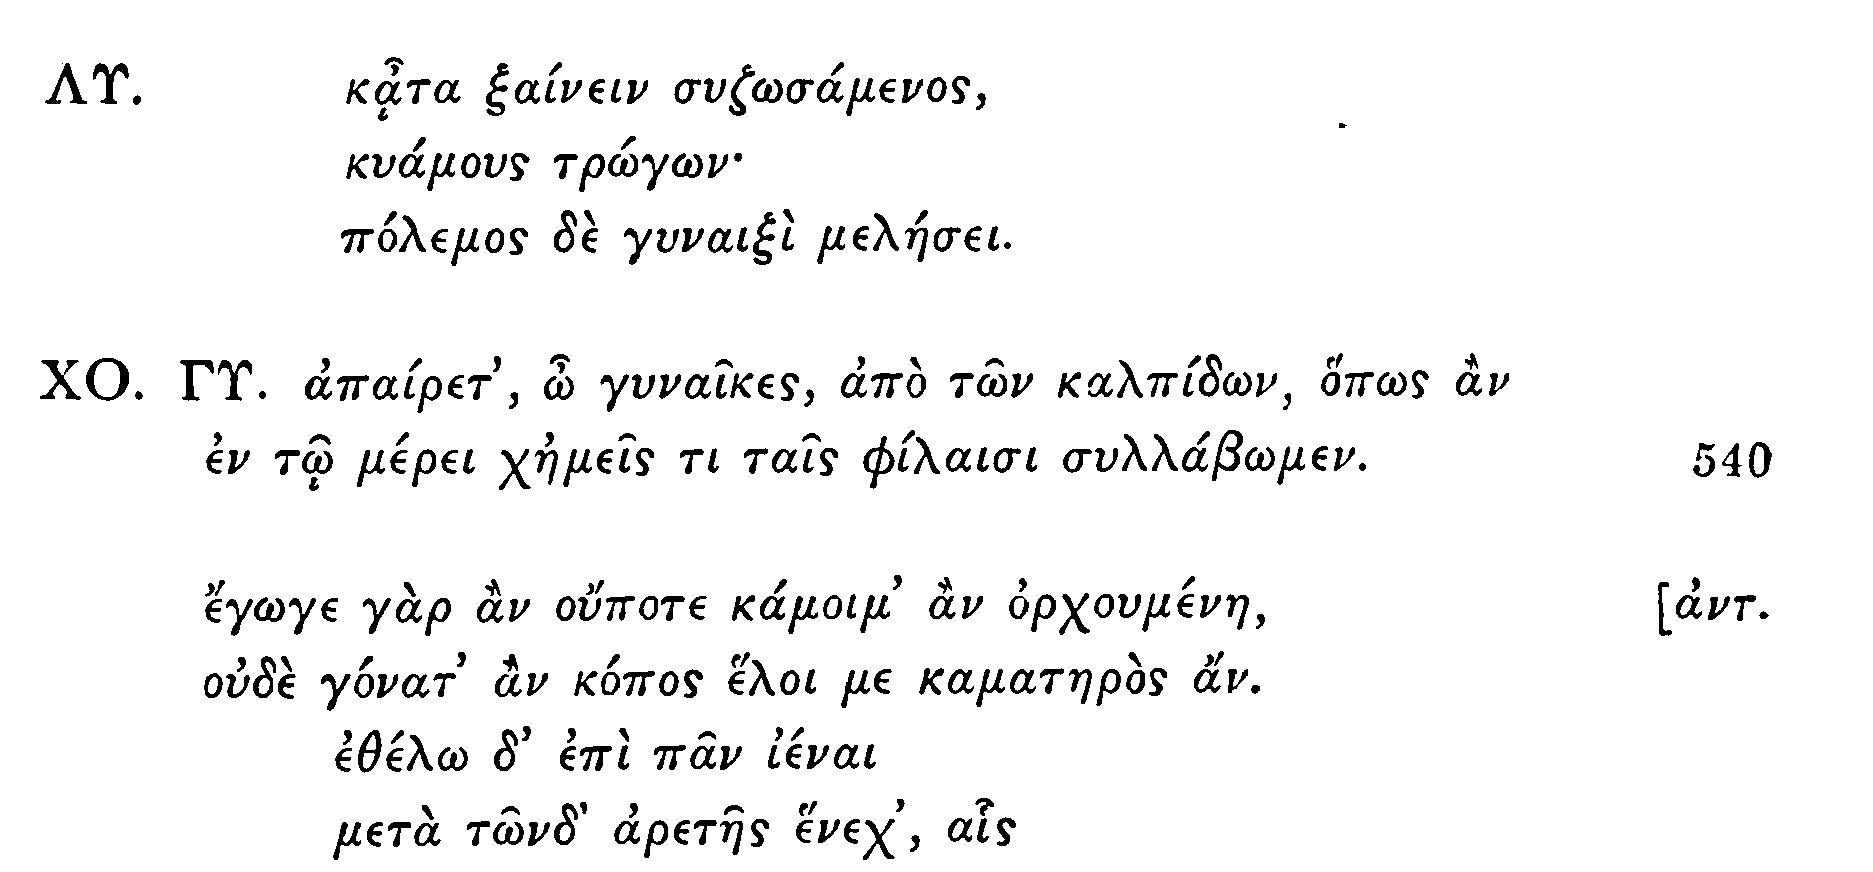 ΛΥ. κᾆτα ξαίνειν συζωσάμενος,
κυάμους τρώγων·
πόλεμος δὲ γυναιξὶ μελήσει.
ΧΟ. ΓΥ. ἀπαίρετ’, ὦ γυναῖκες, ἀπὸ τῶν καλπίδων, ὅπως ἂν
ἐν τῷ μέρει χἠμεῖς τι ταῖς φίλαισι συλλάβωμεν. 540
ἔγωγε γὰρ ἂν οὔποτε κάμοιμ’ ἂν ὀρχουμένη, [ἀντ.
οὐδὲ γόνατ’ ἂν κόπος ἕλοι με καματηρὸς ἄν.
ἐθέλω δ’ ἐπὶ πᾶν ἰέναι
μετὰ τῶνδ’ ἀρετῆς ἕνεχ’, αἷς